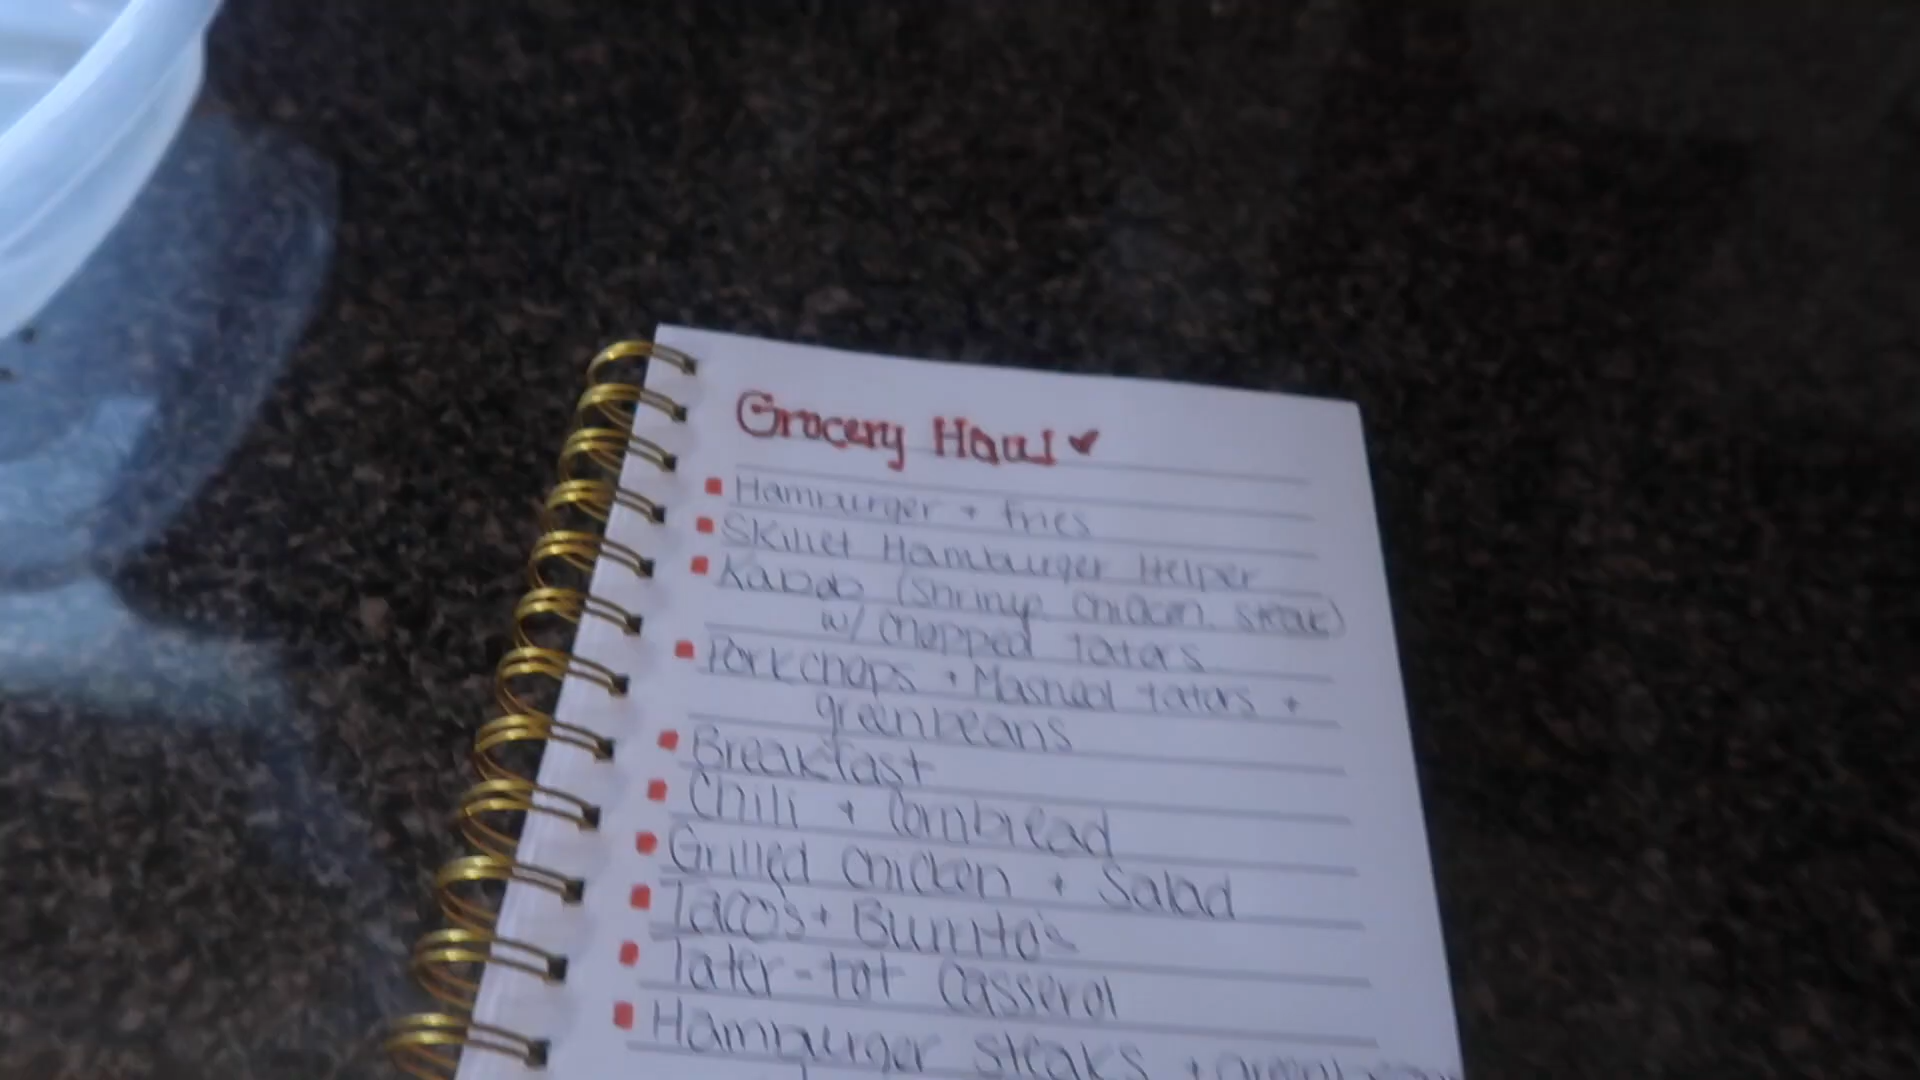 Grocery Haul
Hamburger + fries
Skillet Hamburger Helper
Kabab (Shrimp, Chicken, Steak)
w/ Chopped taters
Porkchops + Mashed taters +
greenbeans
Breakfast
Chili + Cornbread
Grilled Chicken + Salad
Tacos + Burrito's
Tater-tot Casserol
Hamburger steaks +